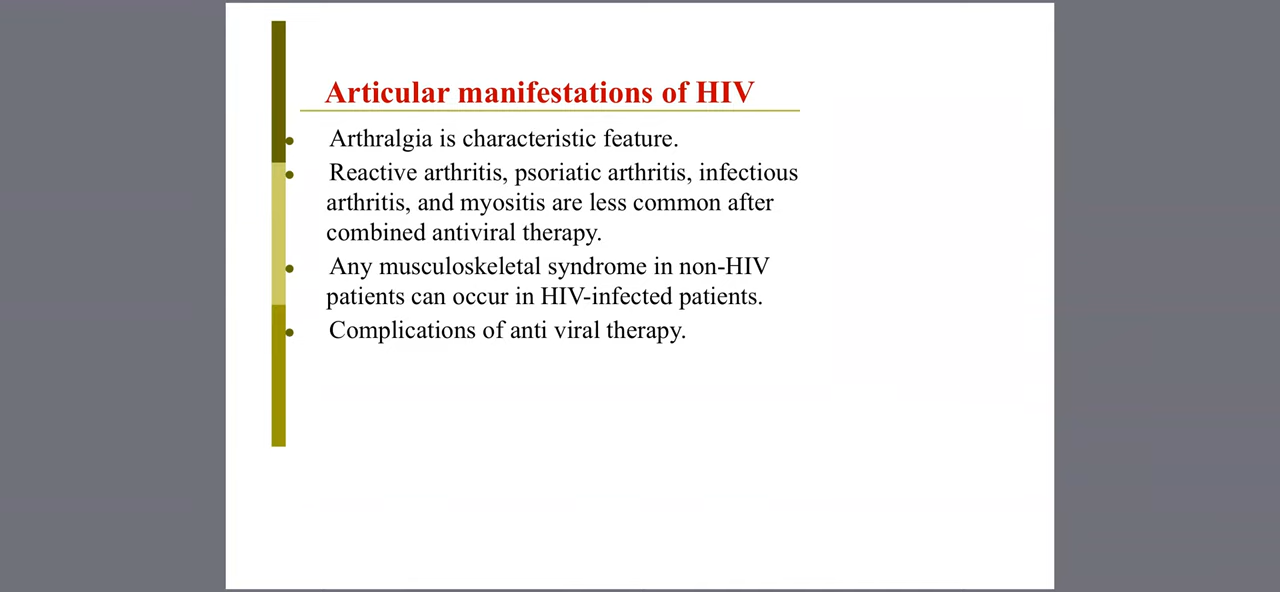 Articular manifestations of HIV
• Arthralgia is characteristic feature.
• Reactive arthritis, psoriatic arthritis, infectious
arthritis, and myositis are less common after
combined antiviral therapy.
• Any musculoskeletal syndrome in non-HIV
patients can occur in HIV-infected patients.
• Complications of anti viral therapy.